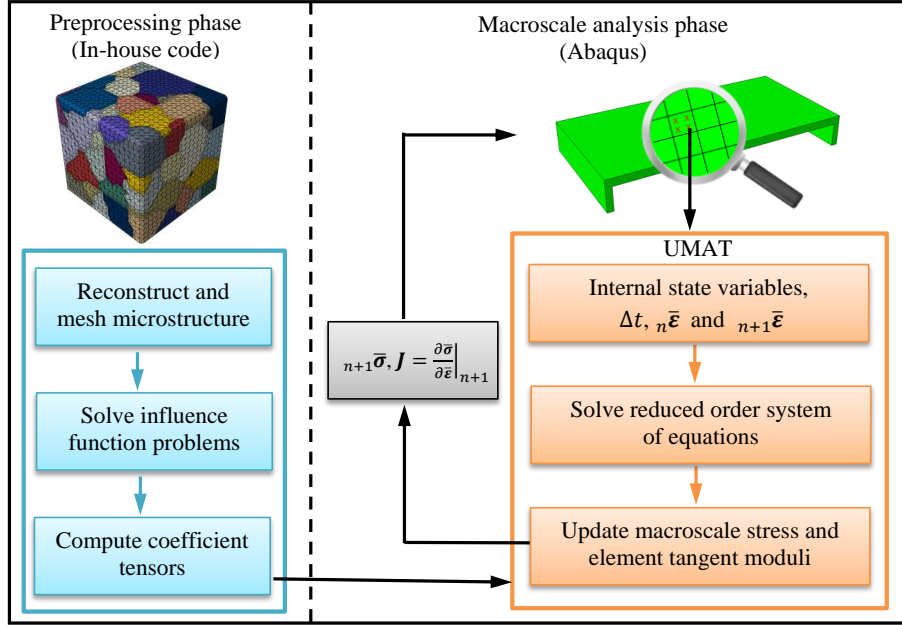 Preprocessing phase
(In-house code)
Reconstruct and
mesh microstructure
Solve influence
function problems
Compute coefficient
tensors
Macroscale analysis phase
(Abaqus)
UMAT
Internal state variables,
Δt, ₙε̄ and ₙ₊₁ε̄
Solve reduced order system
of equations
Update macroscale stress and
element tangent moduli
ₙ₊₁σ̄, J = ∂σ̄/∂ε̄|ₙ₊₁